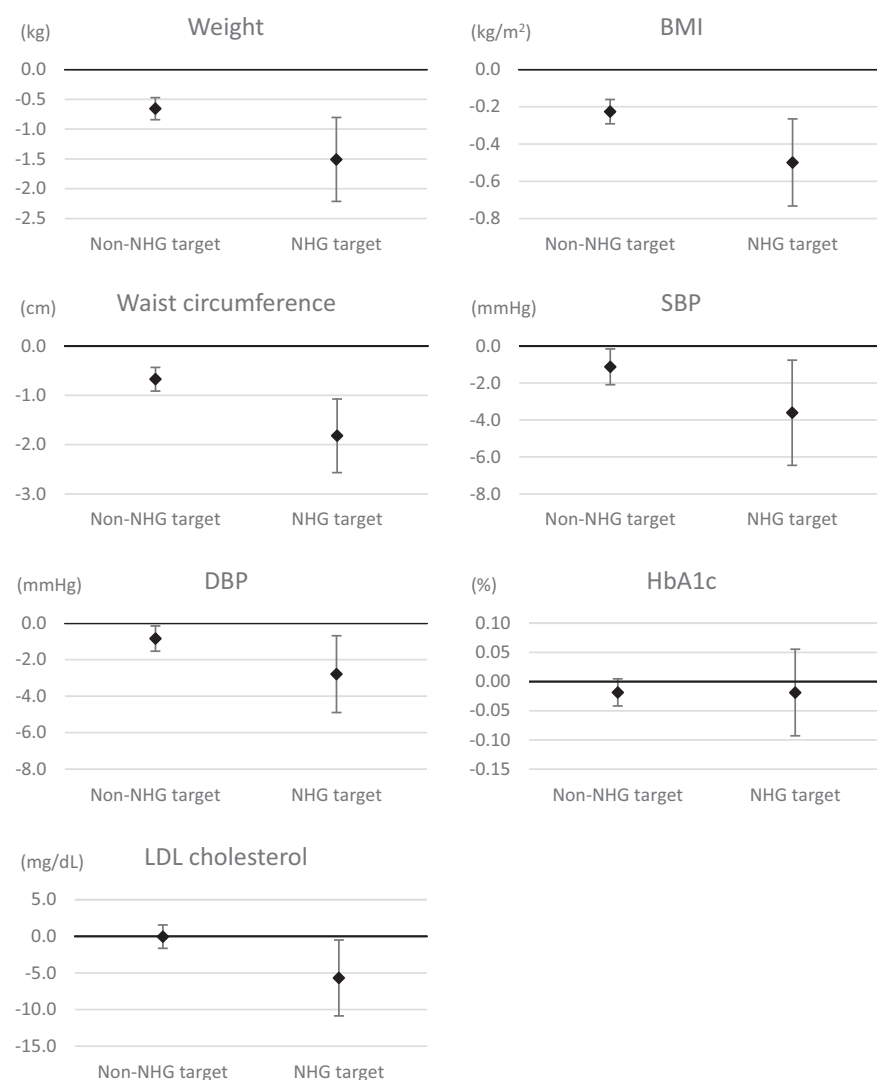 Weight
(kg)
0.0
-0.5
-1.0
-1.5
-2.0
-2.5
Non-NHG target NHG target
BMI
(kg/m²)
0.0
-0.2
-0.4
-0.6
-0.8
Non-NHG target NHG target
Waist circumference
(cm)
0.0
-1.0
-2.0
-3.0
Non-NHG target NHG target
SBP
(mmHg)
0.0
-2.0
-4.0
-6.0
-8.0
Non-NHG target NHG target
DBP
(mmHg)
0.0
-2.0
-4.0
-6.0
-8.0
Non-NHG target NHG target
HbA1c
(%)
0.10
0.05
0.00
-0.05
-0.10
-0.15
Non-NHG target NHG target
LDL cholesterol
(mg/dL)
5.0
0.0
-5.0
-10.0
-15.0
Non-NHG target NHG target